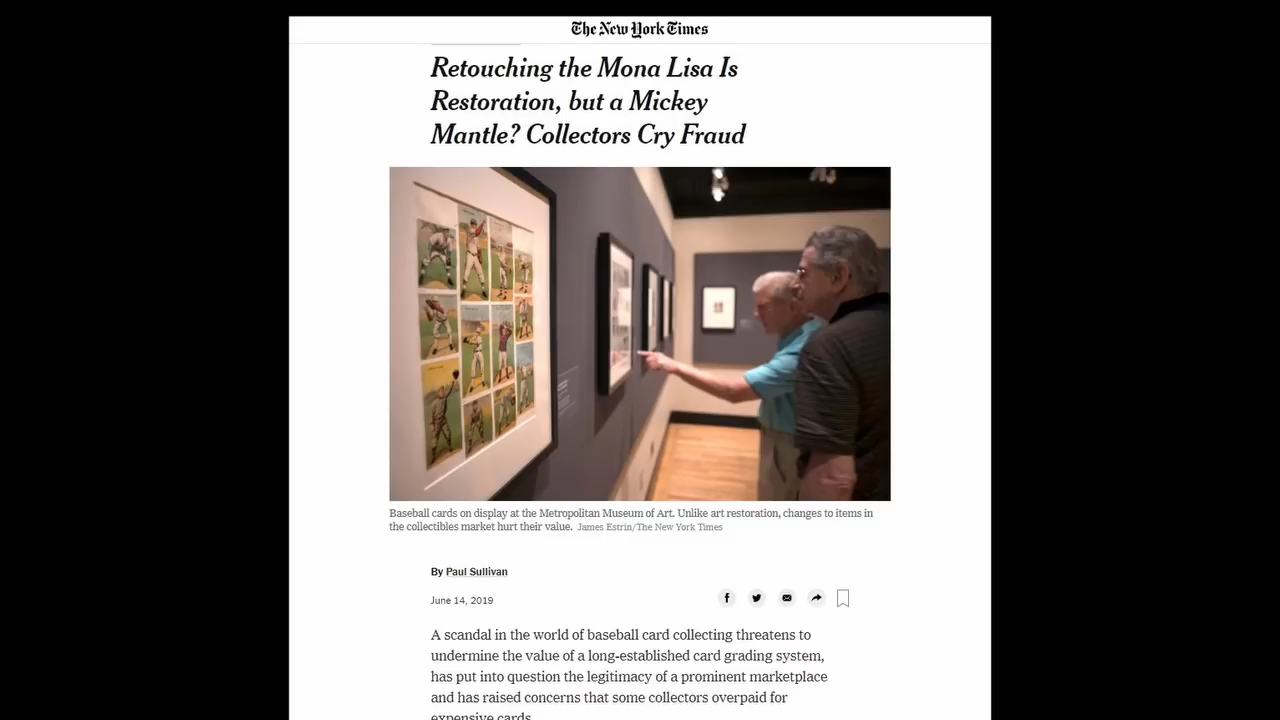 The New York Times
Retouching the Mona Lisa Is
Restoration, but a Mickey
Mantle? Collectors Cry Fraud
Baseball cards on display at the Metropolitan Museum of Art. Unlike art restoration, changes to items in
the collectibles market hurt their value. James Estrin/The New York Times
By Paul Sullivan
June 14, 2019
A scandal in the world of baseball card collecting threatens to
undermine the value of a long-established card grading system,
has put into question the legitimacy of a prominent marketplace
and has raised concerns that some collectors overpaid for
expensive cards.